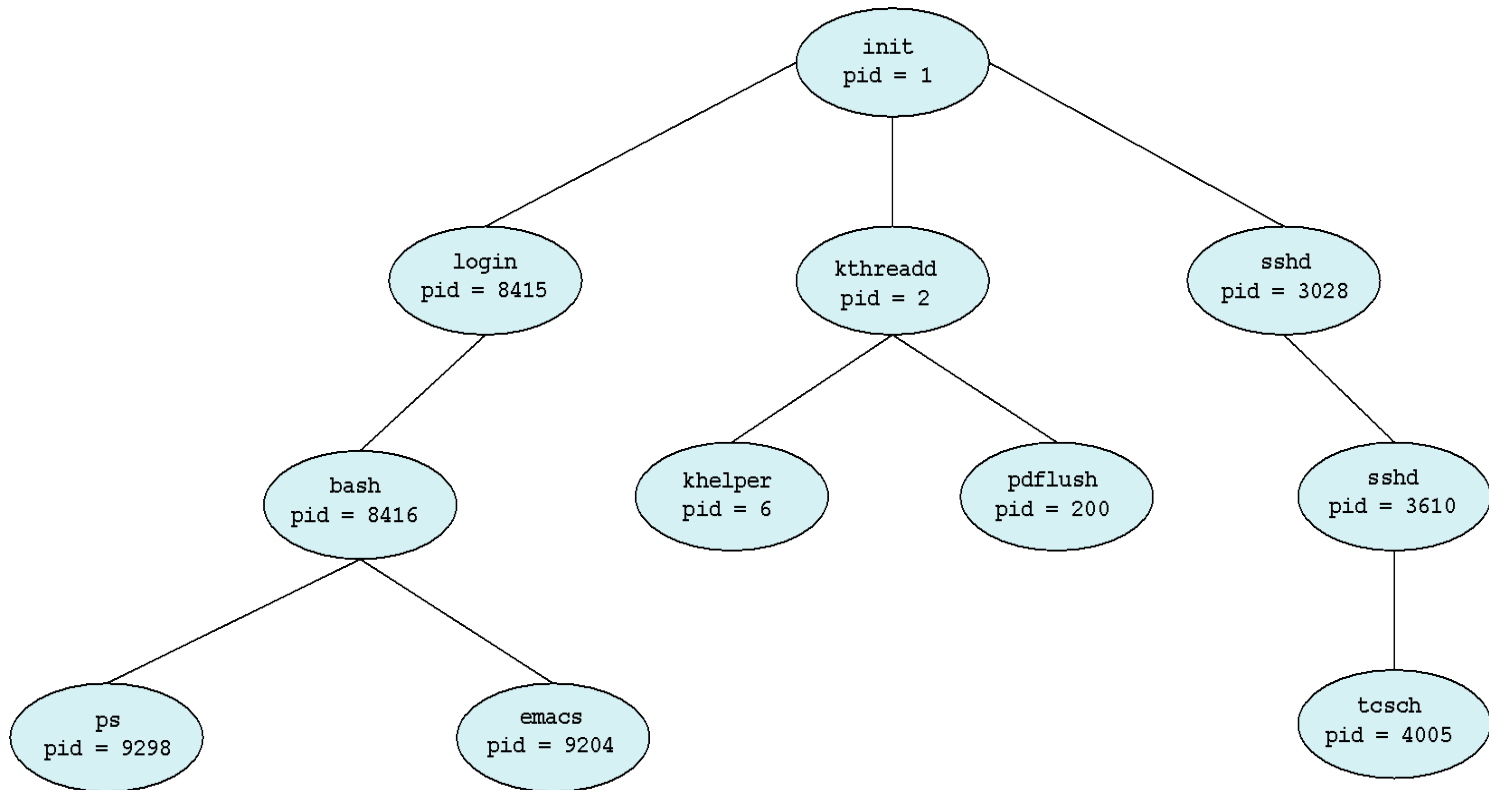 init
pid = 1
login
pid = 8415
kthreadd
pid = 2
sshd
pid = 3028
bash
pid = 8416
khelper
pid = 6
pdflush
pid = 200
sshd
pid = 3610
ps
pid = 9298
emacs
pid = 9204
tcsch
pid = 4005